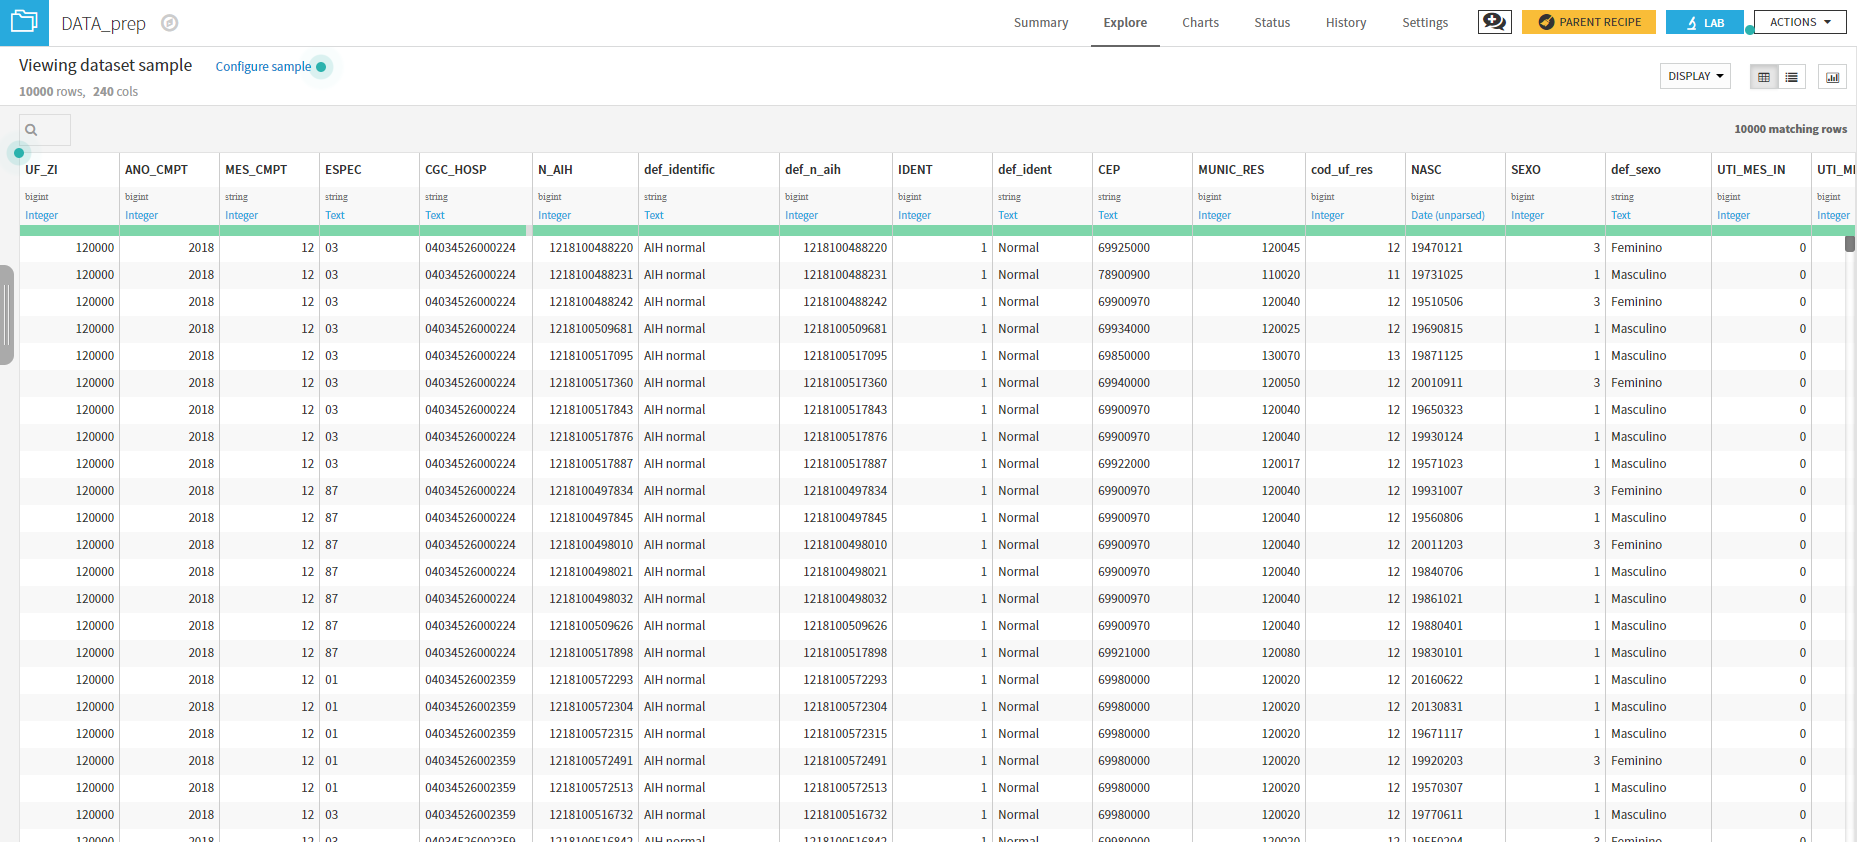 DATA_prep Summary Explore Charts Status History Settings PARENT RECIPE LAB ACTIONS
Viewing dataset sample Configure sample DISPLAY
10000 rows, 240 cols
10000 matching rows
UF_ZI ANO_CMPT MES_CMPT ESPEC CGC_HOSP N_AIH def_identific def_n_aih IDENT def_ident CEP MUNIC_RES cod_uf_res NASC SEXO def_sexo UTI_MES_IN
bigint bigint string string string bigint string bigint bigint string string bigint bigint bigint bigint string bigint bigint
Integer Integer Integer Text Text Integer Text Integer Integer Text Text Integer Integer Date (unparsed) Integer Text Integer Integer
120000 2018 12 03 04034526000224 1218100488220 AIH normal 1218100488220 1 Normal 69925000 120045 12 19470121 3 Feminino 0
120000 2018 12 03 04034526000224 1218100488231 AIH normal 1218100488231 1 Normal 78900900 110020 11 19731025 1 Masculino 0
120000 2018 12 03 04034526000224 1218100488242 AIH normal 1218100488242 1 Normal 69900970 120040 12 19510506 3 Feminino 0
120000 2018 12 03 04034526000224 1218100509681 AIH normal 1218100509681 1 Normal 69934000 120025 12 19690815 1 Masculino 0
120000 2018 12 03 04034526000224 1218100517095 AIH normal 1218100517095 1 Normal 69850000 130070 13 19871125 1 Masculino 0
120000 2018 12 03 04034526000224 1218100517360 AIH normal 1218100517360 1 Normal 69940000 120050 12 20010911 3 Feminino 0
120000 2018 12 03 04034526000224 1218100517843 AIH normal 1218100517843 1 Normal 69900970 120040 12 19650323 1 Masculino 0
120000 2018 12 03 04034526000224 1218100517876 AIH normal 1218100517876 1 Normal 69900970 120040 12 19930124 1 Masculino 0
120000 2018 12 03 04034526000224 1218100517887 AIH normal 1218100517887 1 Normal 69922000 120017 12 19571023 1 Masculino 0
120000 2018 12 87 04034526000224 1218100497834 AIH normal 1218100497834 1 Normal 69900970 120040 12 19931007 3 Feminino 0
120000 2018 12 87 04034526000224 1218100497845 AIH normal 1218100497845 1 Normal 69900970 120040 12 19560806 1 Masculino 0
120000 2018 12 87 04034526000224 1218100498010 AIH normal 1218100498010 1 Normal 69900970 120040 12 20011203 3 Feminino 0
120000 2018 12 87 04034526000224 1218100498021 AIH normal 1218100498021 1 Normal 69900970 120040 12 19840706 1 Masculino 0
120000 2018 12 87 04034526000224 1218100498032 AIH normal 1218100498032 1 Normal 69900970 120040 12 19861021 1 Masculino 0
120000 2018 12 87 04034526000224 1218100509626 AIH normal 1218100509626 1 Normal 69900970 120040 12 19880401 1 Masculino 0
120000 2018 12 87 04034526000224 1218100517898 AIH normal 1218100517898 1 Normal 69921000 120080 12 19830101 1 Masculino 0
120000 2018 12 01 04034526002359 1218100572293 AIH normal 1218100572293 1 Normal 69980000 120020 12 20160622 1 Masculino 0
120000 2018 12 01 04034526002359 1218100572304 AIH normal 1218100572304 1 Normal 69980000 120020 12 20130831 1 Masculino 0
120000 2018 12 01 04034526002359 1218100572315 AIH normal 1218100572315 1 Normal 69980000 120020 12 19671117 1 Masculino 0
120000 2018 12 01 04034526002359 1218100572491 AIH normal 1218100572491 1 Normal 69980000 120020 12 19920203 3 Feminino 0
120000 2018 12 01 04034526002359 1218100572513 AIH normal 1218100572513 1 Normal 69980000 120020 12 19570307 1 Masculino 0
120000 2018 12 03 04034526002359 1218100516732 AIH normal 1218100516732 1 Normal 69980000 120020 12 19770611 1 Masculino 0